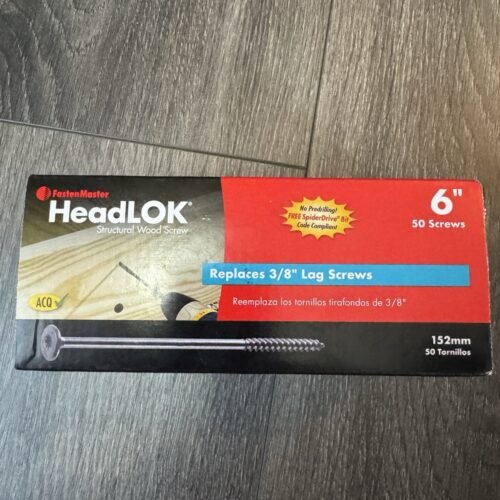 FastenMaster
HeadLOK®
Structural Wood Screw
No Predrilling!
FREE SpiderDrive® Bit
Code Compliant!
6"
50 Screws
Replaces 3/8" Lag Screws
Reemplaza los tornillos tirafondos de 3/8"
ACQ
152mm
50 Tornillos